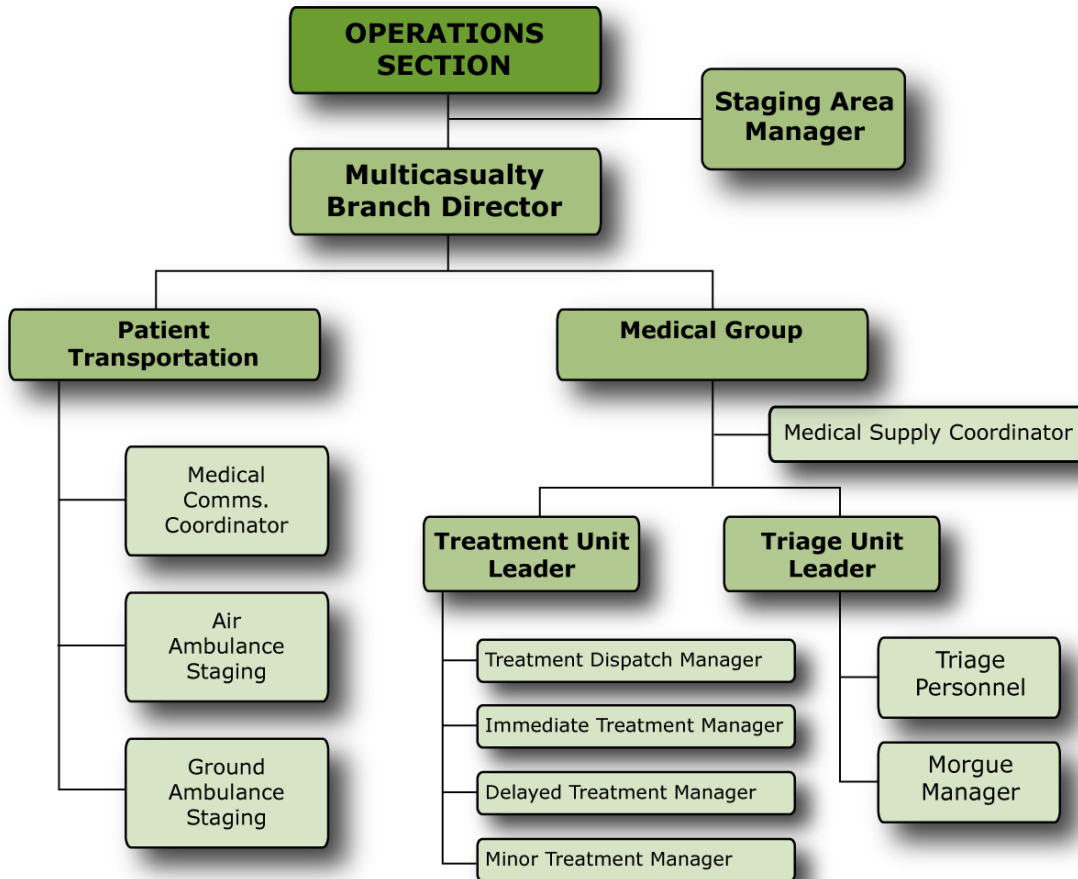 OPERATIONS
SECTION
Staging Area
Manager
Multicasualty
Branch Director
Patient
Transportation
Medical Group
Medical Supply Coordinator
Medical
Comms.
Coordinator
Air
Ambulance
Staging
Ground
Ambulance
Staging
Treatment Unit
Leader
Treatment Dispatch Manager
Immediate Treatment Manager
Delayed Treatment Manager
Minor Treatment Manager
Triage Unit
Leader
Triage
Personnel
Morgue
Manager